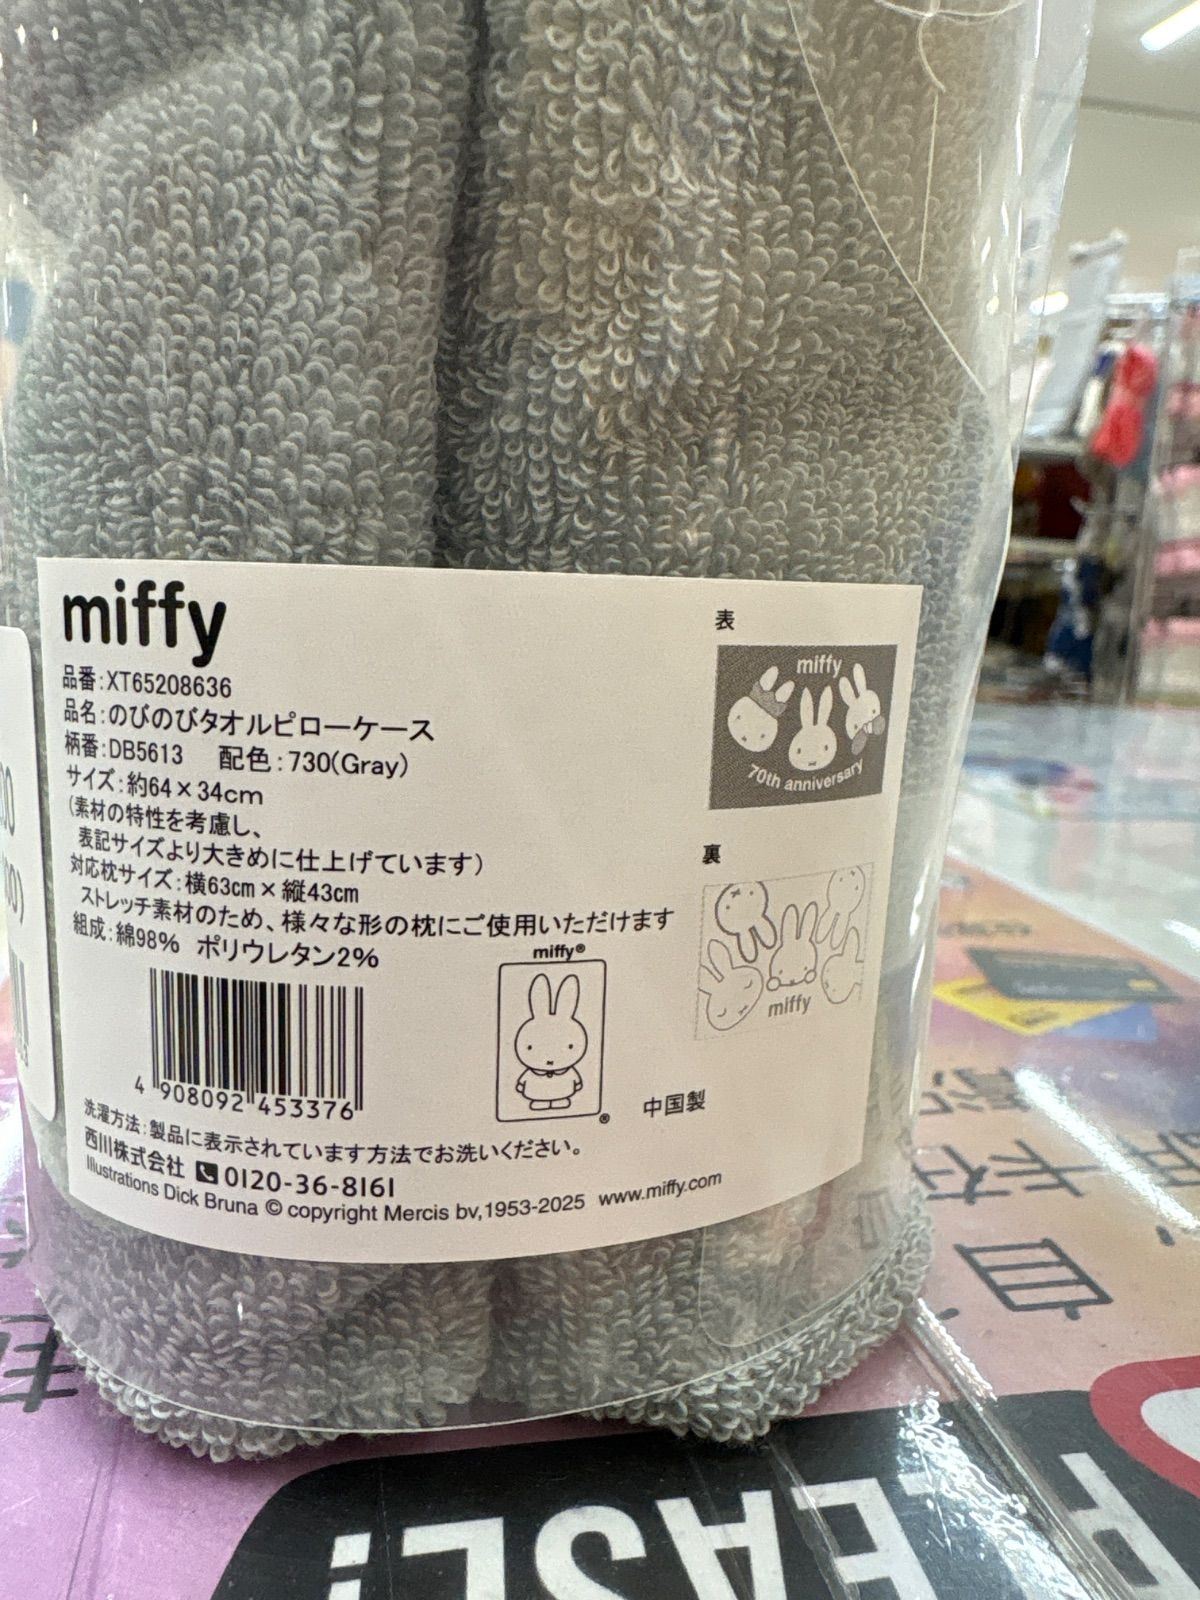 miffy
品番:XT65208636
品名:のびのびタオルピローケース
柄番:DB5613 配色:730(Gray)
サイズ:約64×34cm
(素材の特性を考慮し、
表記サイズより大きめに仕上げています)
対応枕サイズ:横63cm×縦43cm
ストレッチ素材のため、様々な形の枕にご使用いただけます
組成:綿98% ポリウレタン2%
4 908092 453376
miffy®
®
中国製
洗濯方法:製品に表示されています方法でお洗いください。
西川株式会社 0120-36-8161
Illustrations Dick Bruna © copyright Mercis bv,1953-2025 www.miffy.com
表
miffy
70th anniversary
裏
miffy